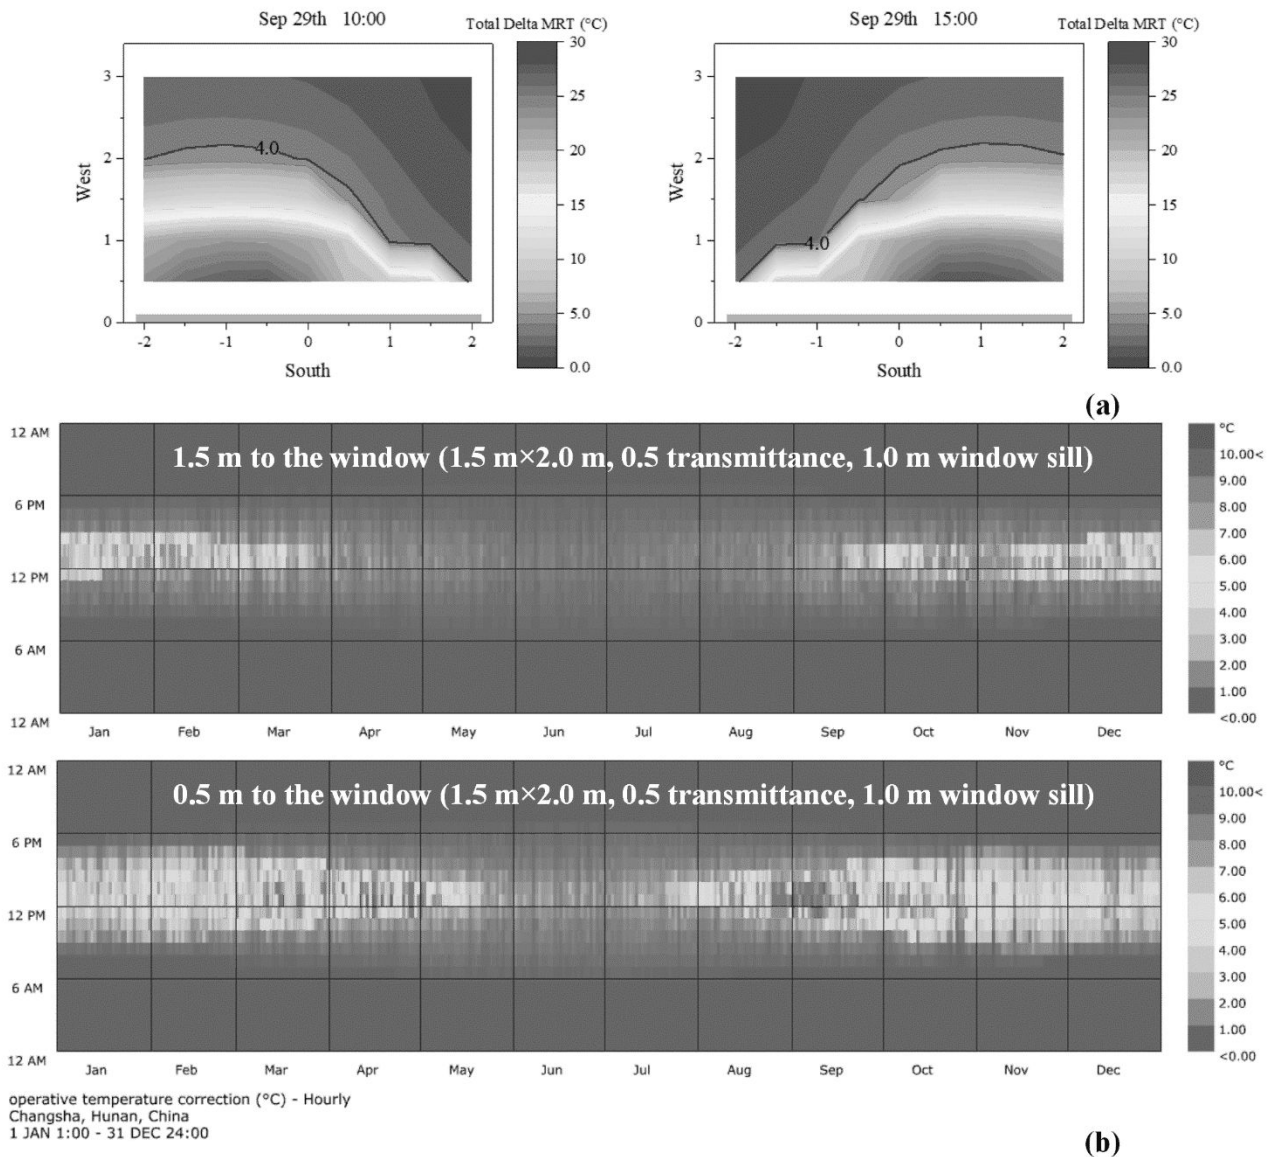 Sep 29th 10:00
Total Delta MRT (°C)
30
25
20
15
10
5.0
0.0
3
2
1
0
West
4.0
-2 -1 0 1 2
South
Sep 29th 15:00
Total Delta MRT (°C)
30
25
20
15
10
5.0
0.0
3
2
1
0
West
4.0
-2 -1 0 1 2
South
(a)
12 AM
6 PM
12 PM
6 AM
12 AM
1.5 m to the window (1.5 m×2.0 m, 0.5 transmittance, 1.0 m window sill)
Jan Feb Mar Apr May Jun Jul Aug Sep Oct Nov Dec
°C
10.00<
9.00
8.00
7.00
6.00
5.00
4.00
3.00
2.00
1.00
<0.00
12 AM
6 PM
12 PM
6 AM
12 AM
0.5 m to the window (1.5 m×2.0 m, 0.5 transmittance, 1.0 m window sill)
Jan Feb Mar Apr May Jun Jul Aug Sep Oct Nov Dec
°C
10.00<
9.00
8.00
7.00
6.00
5.00
4.00
3.00
2.00
1.00
<0.00
operative temperature correction (°C) - Hourly
Changsha, Hunan, China
1 JAN 1:00 - 31 DEC 24:00
(b)